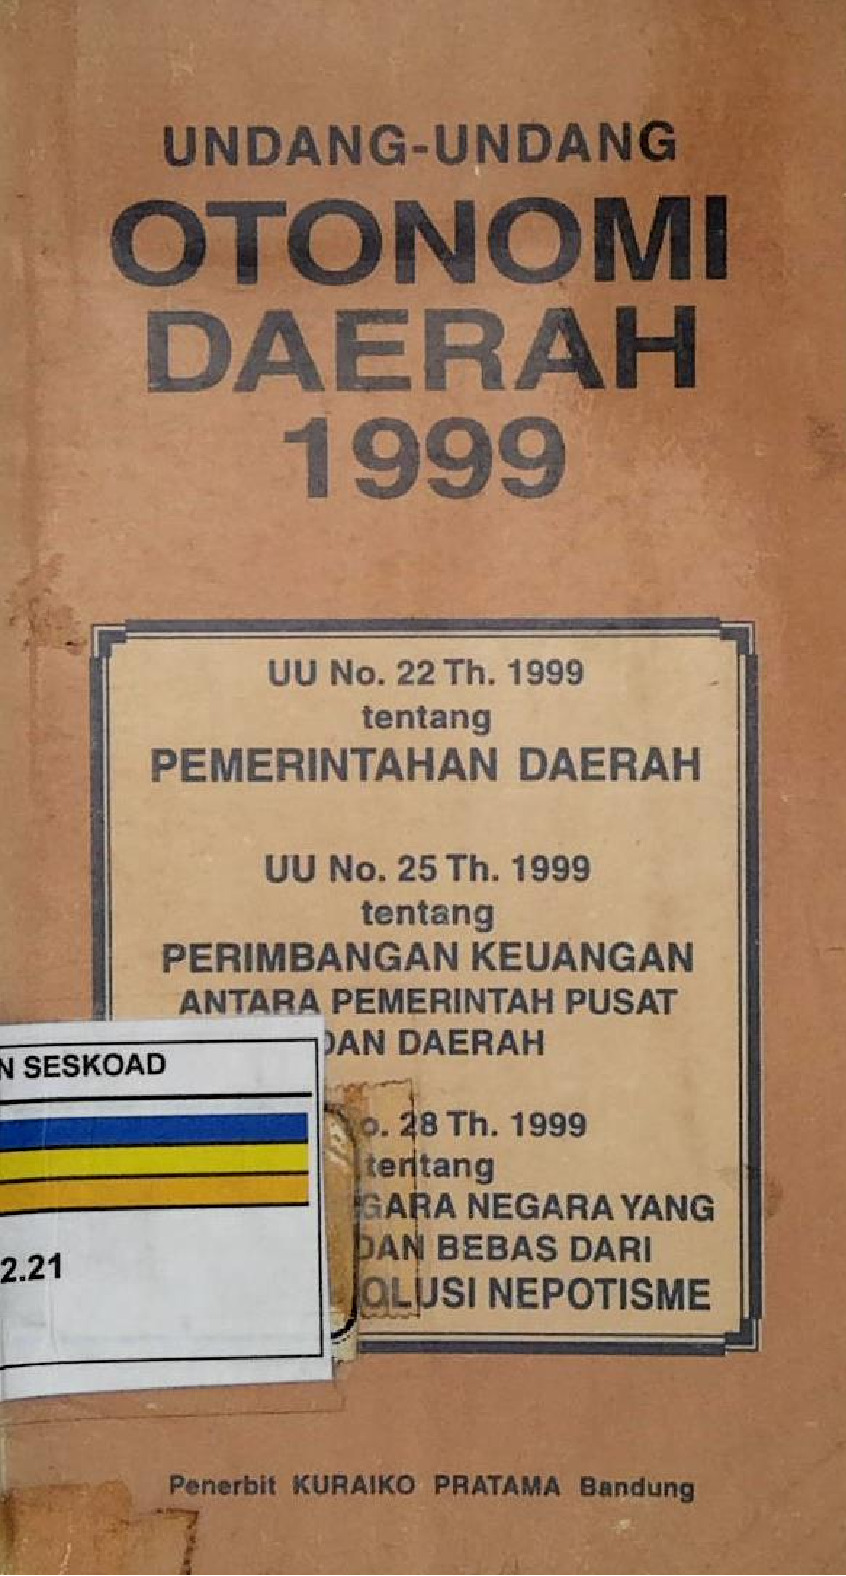 UNDANG-UNDANG
OTONOMI
DAERAH
1999
UU No. 22 Th. 1999
tentang
PEMERINTAHAN DAERAH
UU No. 25 Th. 1999
tentang
PERIMBANGAN KEUANGAN
ANTARA PEMERINTAH PUSAT
DAN DAERAH
28 Th. 1999
tentang
NEGARA YANG
DAN BEBAS DARI
NEPOTISME
N SESKOAD
2.21
Penerbit KURAIKO PRATAMA Bandung